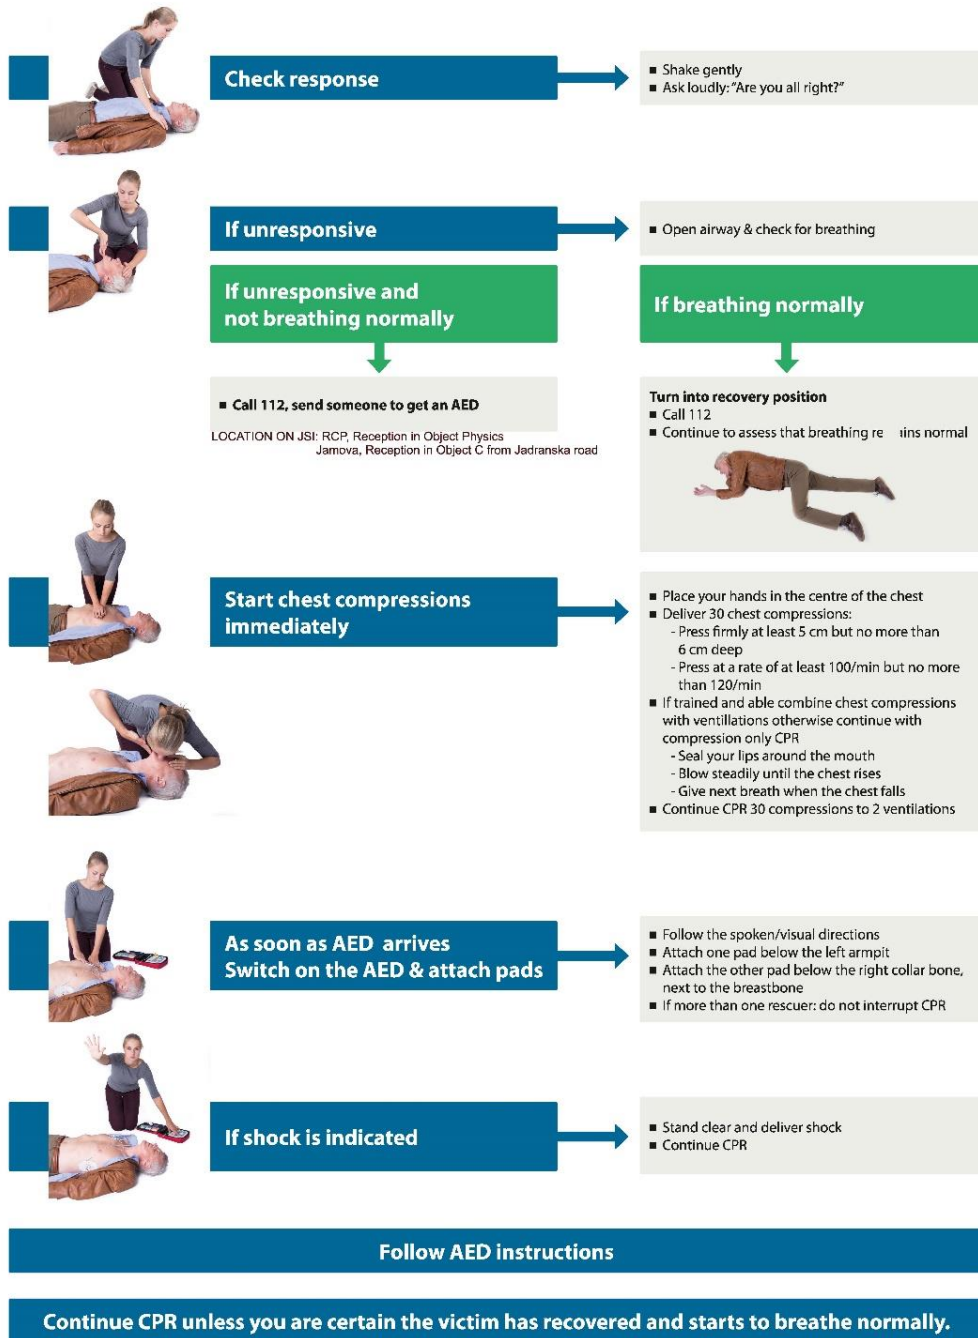 Check response
■ Shake gently
■ Ask loudly: “Are you all right?”
If unresponsive
■ Open airway & check for breathing
If unresponsive and
not breathing normally
■ Call 112, send someone to get an AED
LOCATION ON JSI: RCP, Reception in Object Physics
Jamova, Reception in Object C from Jadranska road
If breathing normally
Turn into recovery position
■ Call 112
■ Continue to assess that breathing re ins normal
Start chest compressions
immediately
■ Place your hands in the centre of the chest
■ Deliver 30 chest compressions:
- Press firmly at least 5 cm but no more than
6 cm deep
- Press at a rate of at least 100/min but no more
than 120/min
■ If trained and able combine chest compressions
with ventillations otherwise continue with
compression only CPR
- Seal your lips around the mouth
- Blow steadily until the chest rises
- Give next breath when the chest falls
■ Continue CPR 30 compressions to 2 ventilations
As soon as AED arrives
Switch on the AED & attach pads
■ Follow the spoken/visual directions
■ Attach one pad below the left armpit
■ Attach the other pad below the right collar bone,
next to the breastbone
■ If more than one rescuer: do not interrupt CPR
If shock is indicated
■ Stand clear and deliver shock
■ Continue CPR
Follow AED instructions
Continue CPR unless you are certain the victim has recovered and starts to breathe normally.